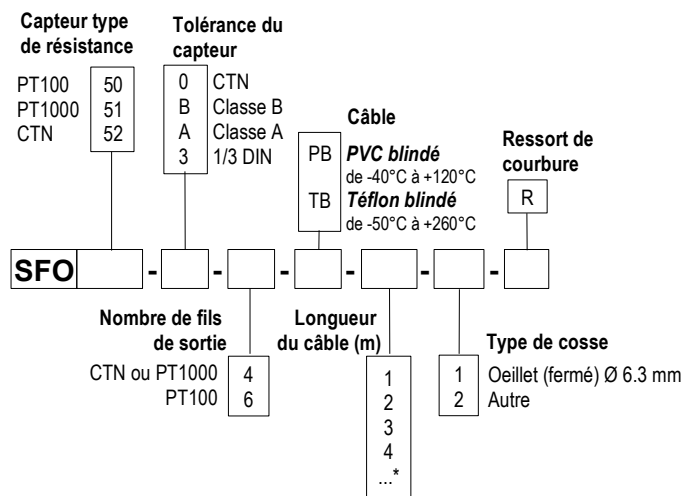 Capteur type
de résistance
PT100 50
PT1000 51
CTN 52
Tolérance du
capteur
0 CTN
B Classe B
A Classe A
3 1/3 DIN
Câble
PB PVC blindé
de -40°C à +120°C
TB Téflon blindé
de -50°C à +260°C
Ressort de
courbure
R
SFO - - - - - -
Nombre de fils
de sortie
CTN ou PT1000 4
PT100 6
Longueur
du câble (m)
1
2
3
4
...*
Type de cosse
1 Oeillet (fermé) Ø 6.3 mm
2 Autre